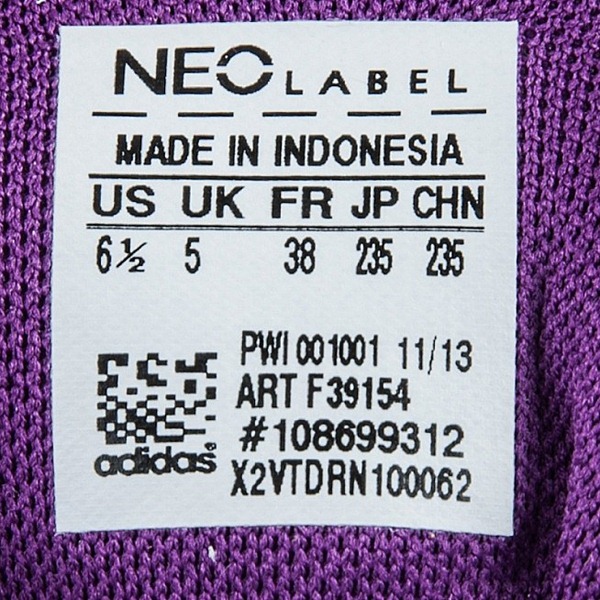 NEO LABEL
MADE IN INDONESIA
US UK FR JP CHN
6½ 5 38 235 235
PWI 001001 11/13
ART F39154
#108699312
adidas®
X2VTDRN100062